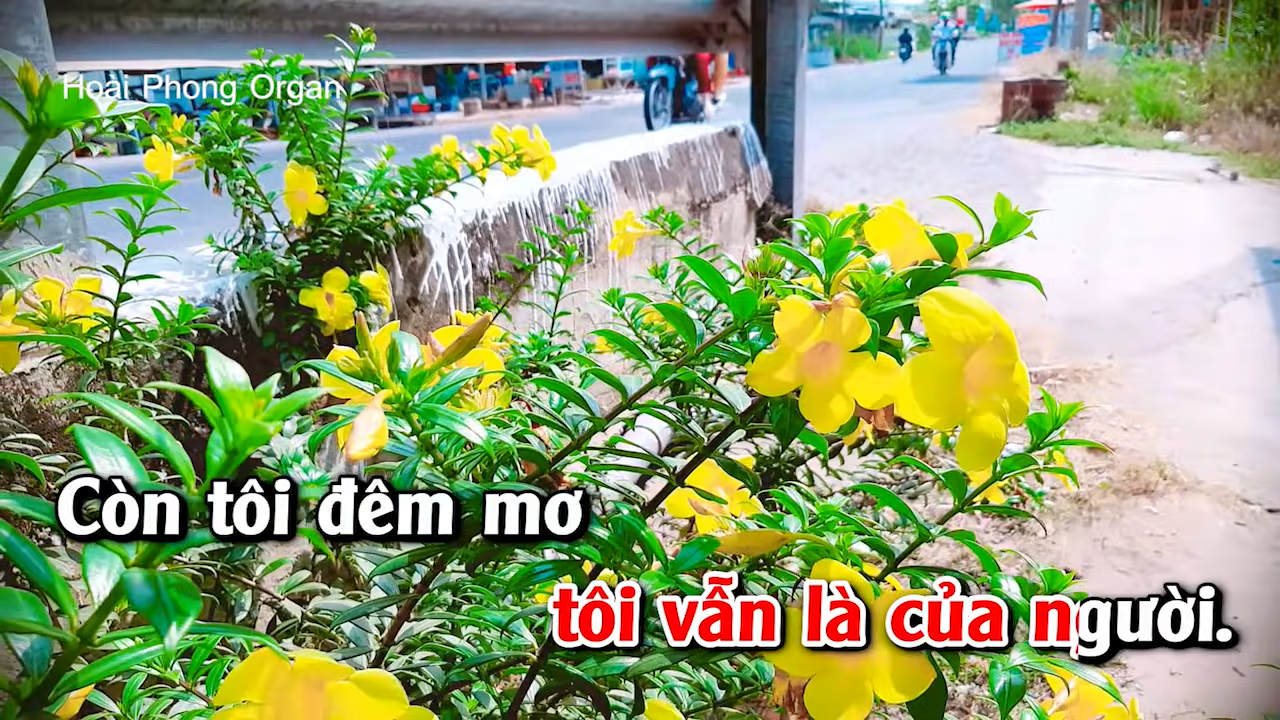 Hoài Phong Organ
Còn tôi đêm mơ
tôi vẫn là của người.